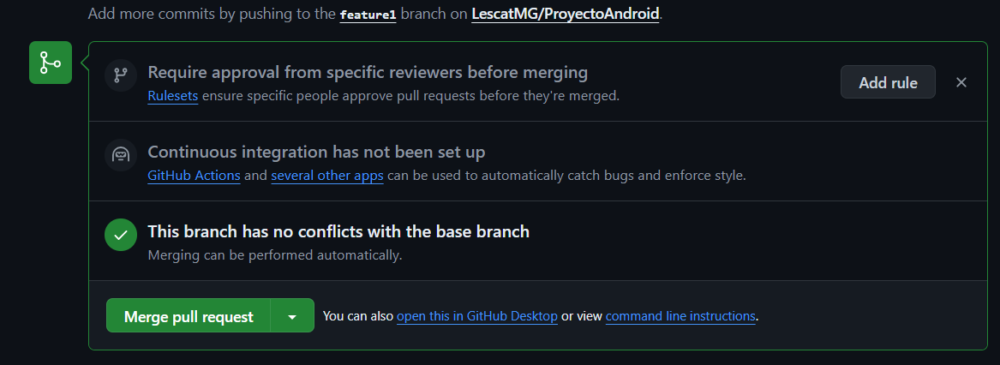 Add more commits by pushing to the feature1 branch on LescatMG/ProyectoAndroid.
Require approval from specific reviewers before merging
Rulesets ensure specific people approve pull requests before they're merged.
Add rule
Continuous integration has not been set up
GitHub Actions and several other apps can be used to automatically catch bugs and enforce style.
This branch has no conflicts with the base branch
Merging can be performed automatically.
Merge pull request
You can also open this in GitHub Desktop or view command line instructions.